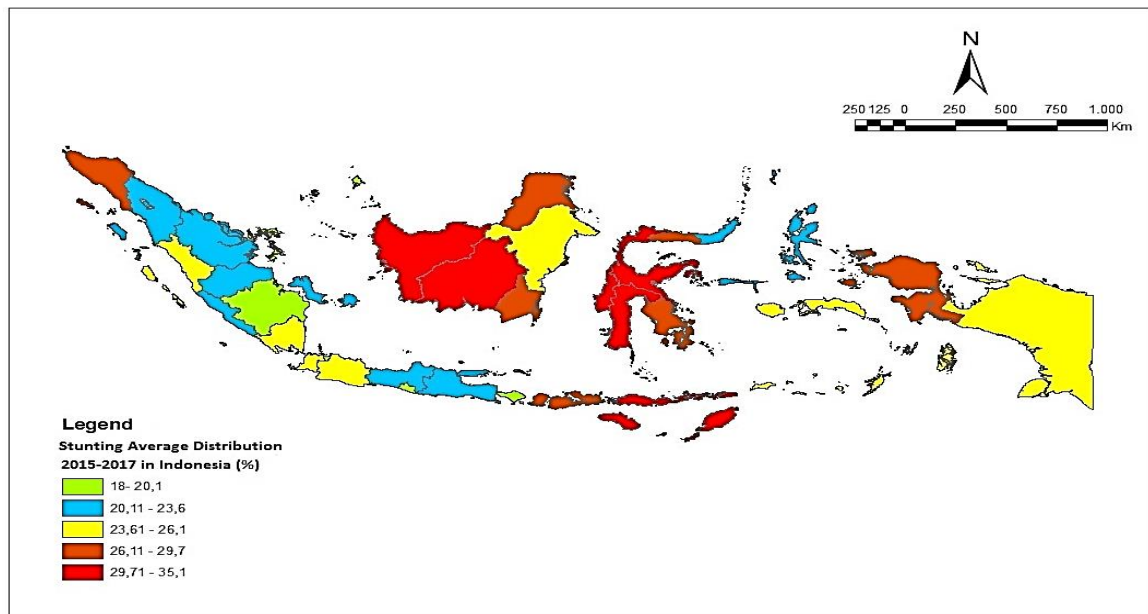 N
250 125 0 250 500 750 1.000
Km
Legend
Stunting Average Distribution
2015-2017 in Indonesia (%)
18- 20,1
20,11 - 23,6
23,61 - 26,1
26,11 - 29,7
29,71 - 35,1